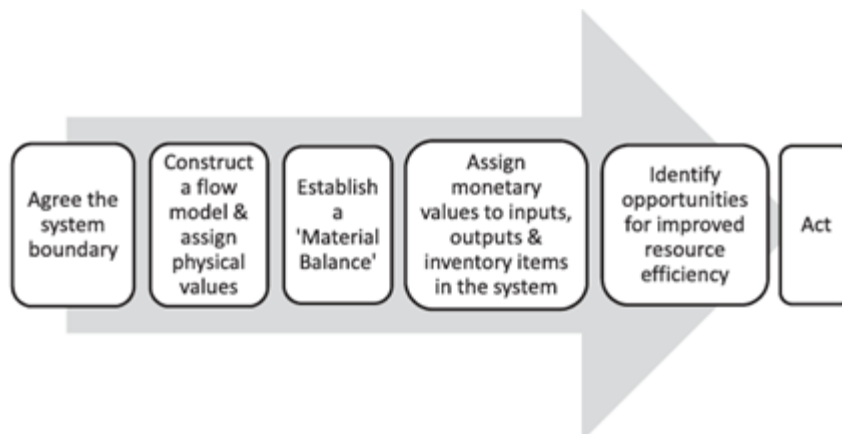 Agree the
system
boundary
Construct
a flow
model &
assign
physical
values
Establish
a
'Material
Balance'
Assign
monetary
values to inputs,
outputs &
inventory items
in the system
Identify
opportunities
for improved
resource
efficiency
Act